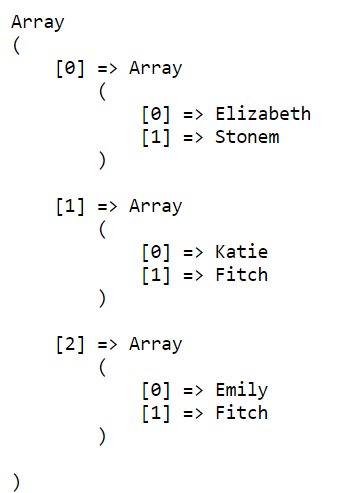 Array
(
    [0] => Array
        (
            [0] => Elizabeth
            [1] => Stonem
        )

    [1] => Array
        (
            [0] => Katie
            [1] => Fitch
        )

    [2] => Array
        (
            [0] => Emily
            [1] => Fitch
        )

)